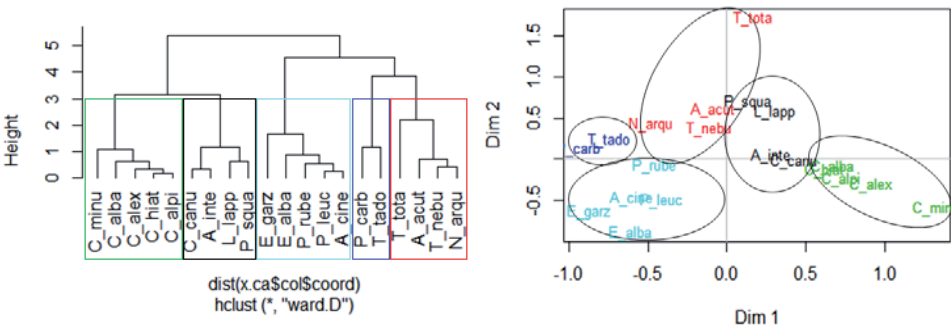 Height
0 1 2 3 4 5
C_minu
C_alba
C_alex
C_hiat
C_alpi
C_canu
A_inte
L_lapp
P_squa
E_garz
E_alba
P_rube
P_leuc
A_cine
P_carb
T_tado
T_tota
A_acut
T_nebu
N_arqu
dist(x.ca$col$coord)
hclust (*, "ward.D")
Dim 2
-0.5 0.0 0.5 1.0 1.5
T_tota
P_squa
A_acut
L_lapp
N_arqu
T_nebu
T_tado
_carb
A_inte
C_canu
P_rube
C_alba
C_alpi
C_alex
A_cine
P_leuc
E_garz
C_min
E_alba
-1.0 -0.5 0.0 0.5 1.0
Dim 1